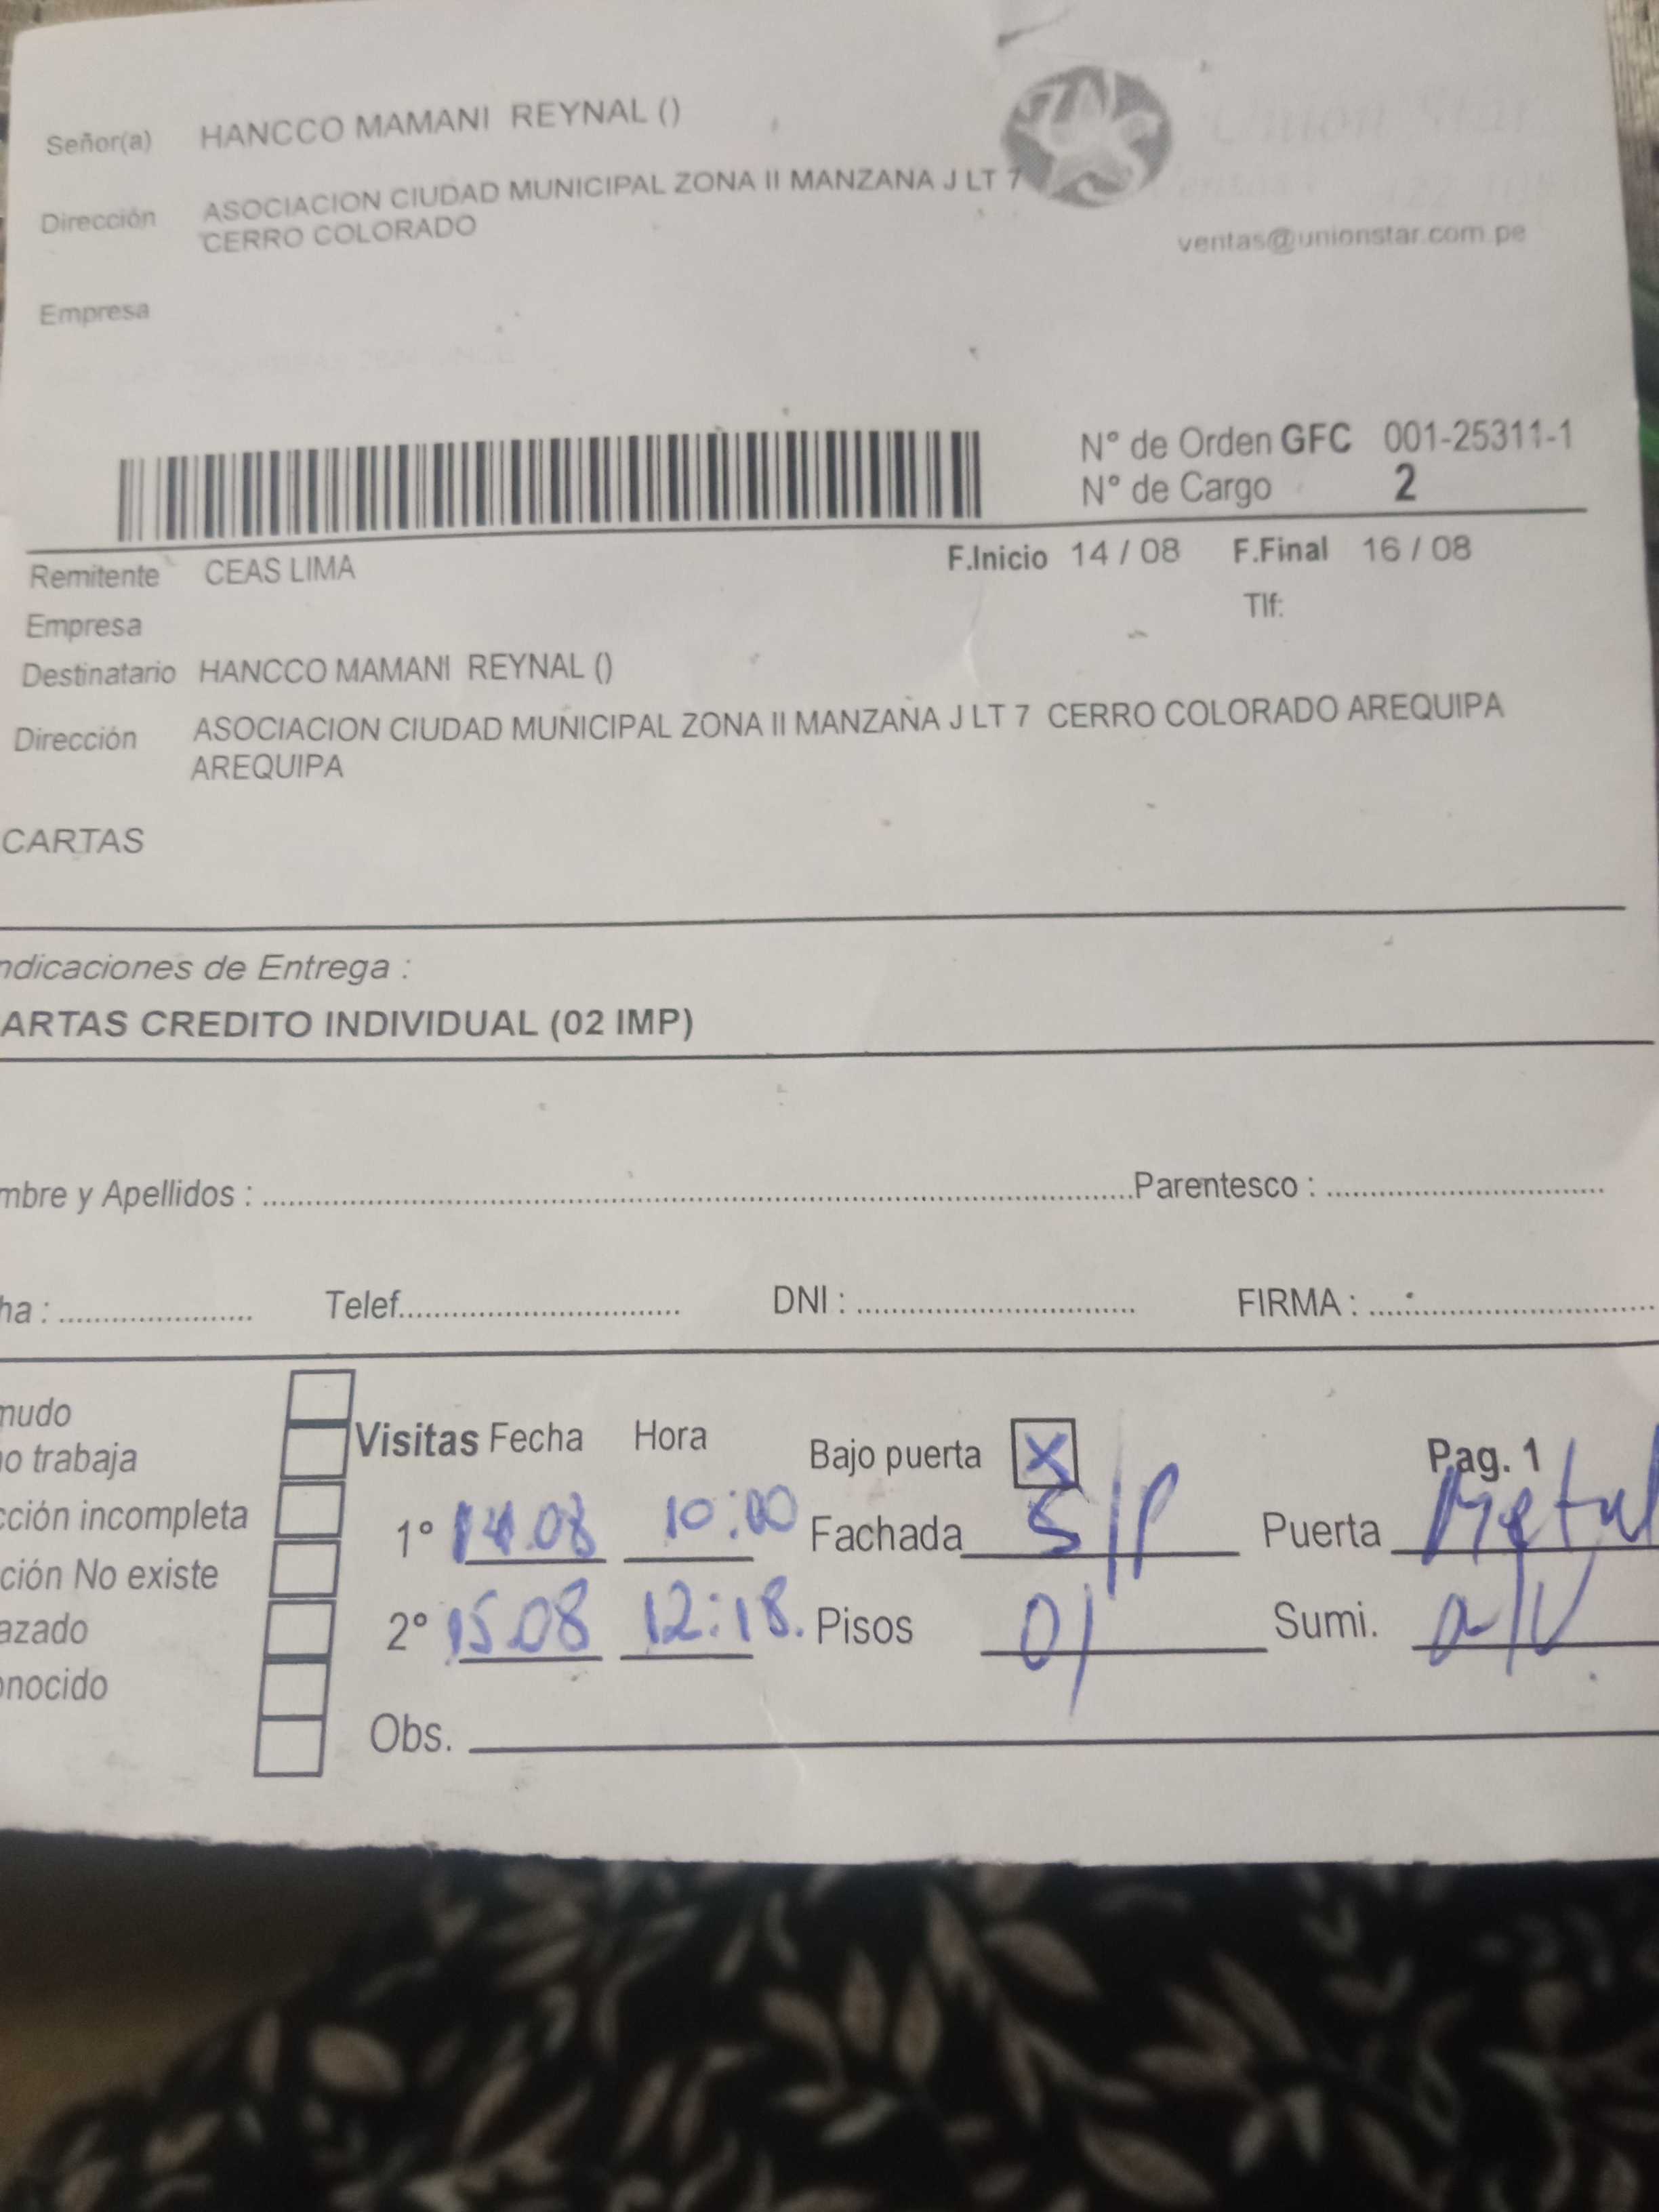 Señor(a) HANCCO MAMANI REYNAL ()
Dirección ASOCIACION CIUDAD MUNICIPAL ZONA II MANZANA J LT 7
CERRO COLORADO
ventas@unionstar.com.pe
Empresa
N° de Orden GFC 001-25311-1
N° de Cargo 2
Remitente CEAS LIMA F.Inicio 14 / 08 F.Final 16 / 08
Empresa Tlf:
Destinatario HANCCO MAMANI REYNAL ()
Dirección ASOCIACION CIUDAD MUNICIPAL ZONA II MANZANA J LT 7 CERRO COLORADO AREQUIPA
AREQUIPA
CARTAS
ndicaciones de Entrega :
ARTAS CREDITO INDIVIDUAL (02 IMP)
mbre y Apellidos : Parentesco :
ha : Telef. DNI : FIRMA :
mudo
Visitas Fecha Hora Bajo puerta X Pag. 1
o trabaja
cción incompleta
1° 14.08 10:00 Fachada S/P Puerta Metal
ción No existe
azado
2° 15.08 12:18. Pisos 01 Sumi.
onocido
Obs.